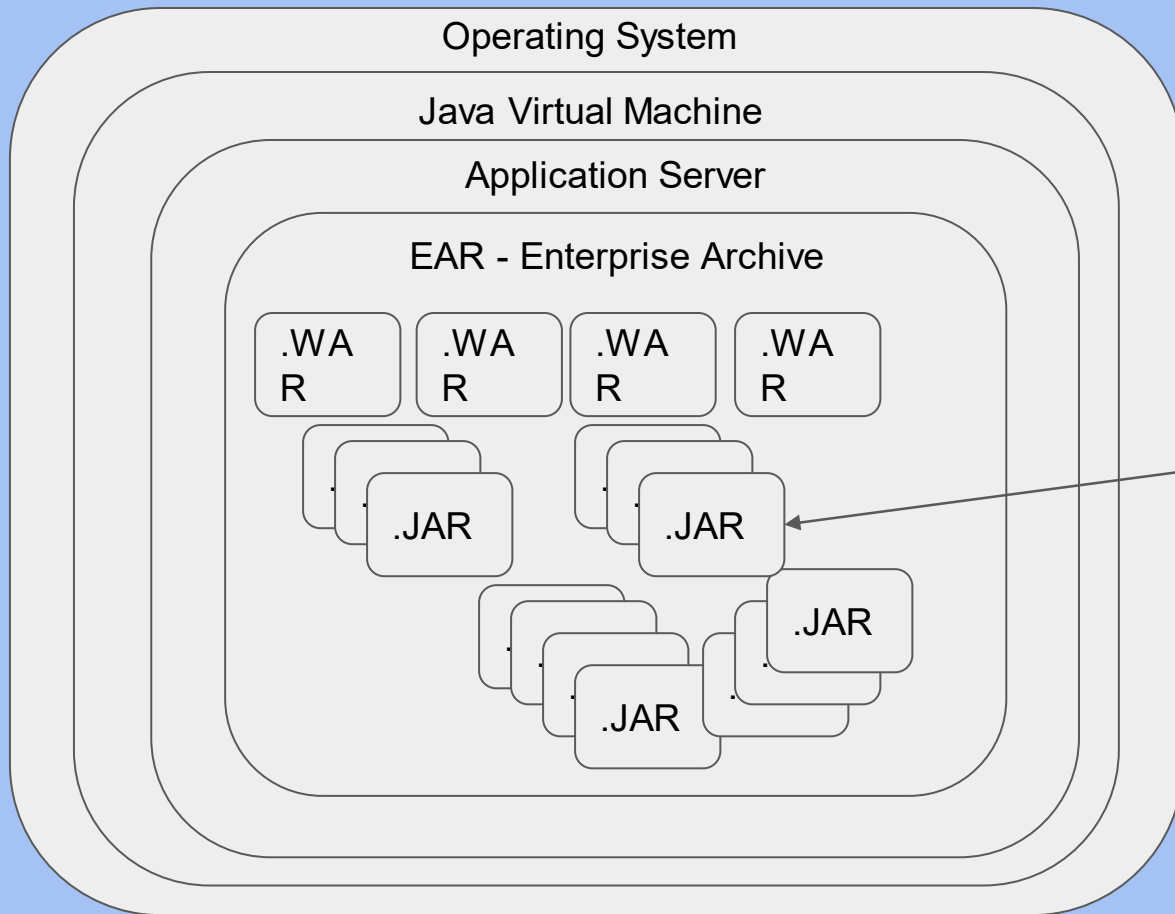 Operating System
Java Virtual Machine
Application Server
EAR - Enterprise Archive
.WA
R
.WA
R
.WA
R
.WA
R
.JAR
.JAR
.JAR
.JAR